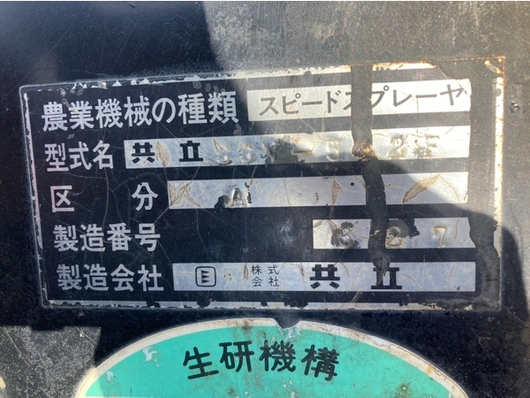 農業機械の種類 スピードスプレーヤ
型式名 共立
区分 A
製造番号 27
製造会社 株式会社 共立
生研機構